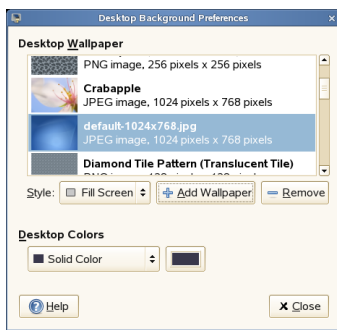 Desktop Background Preferences
Desktop Wallpaper
PNG image, 256 pixels x 256 pixels
Crabapple
JPEG image, 1024 pixels x 768 pixels
default-1024x768.jpg
JPEG image, 1024 pixels x 768 pixels
Diamond Tile Pattern (Translucent Tile)
Style: Fill Screen Add Wallpaper Remove
Desktop Colors
Solid Color
Help Close